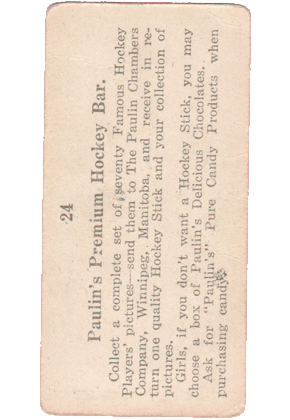 24
Paulin's Premium Hockey Bar.
Collect a complete set of seventy Famous Hockey
Players' pictures—send them to The Paulin Chambers
Company, Winnipeg, Manitoba, and receive in re-
turn one quality Hockey Stick and your collection of
pictures.
Girls, if you don't want a Hockey Stick, you may
choose a box of Paulin's Delicious Chocolates.
Ask for "Paulin's" Pure Candy Products when
purchasing candy.